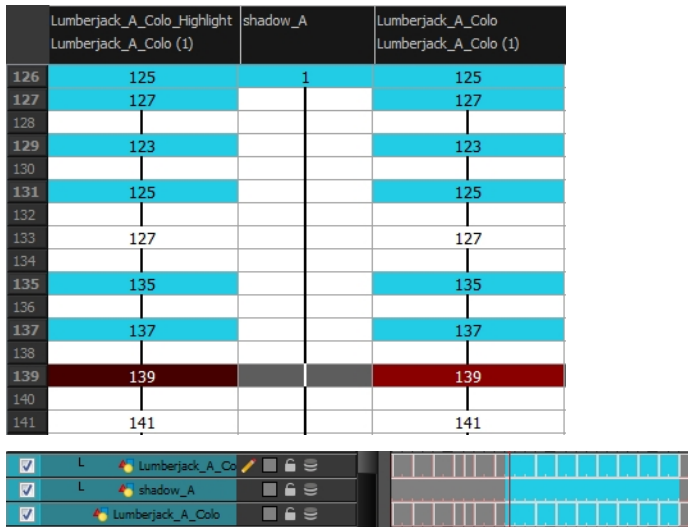 Lumberjack_A_Colo_Highlight shadow_A Lumberjack_A_Colo
Lumberjack_A_Colo (1) Lumberjack_A_Colo (1)
126 125 1 125
127 127 127
128
129 123 123
130
131 125 125
132
133 127 127
134
135 135 135
136
137 137 137
138
139 139 139
140
141 141 141
Lumberjack_A_Co
shadow_A
Lumberjack_A_Colo